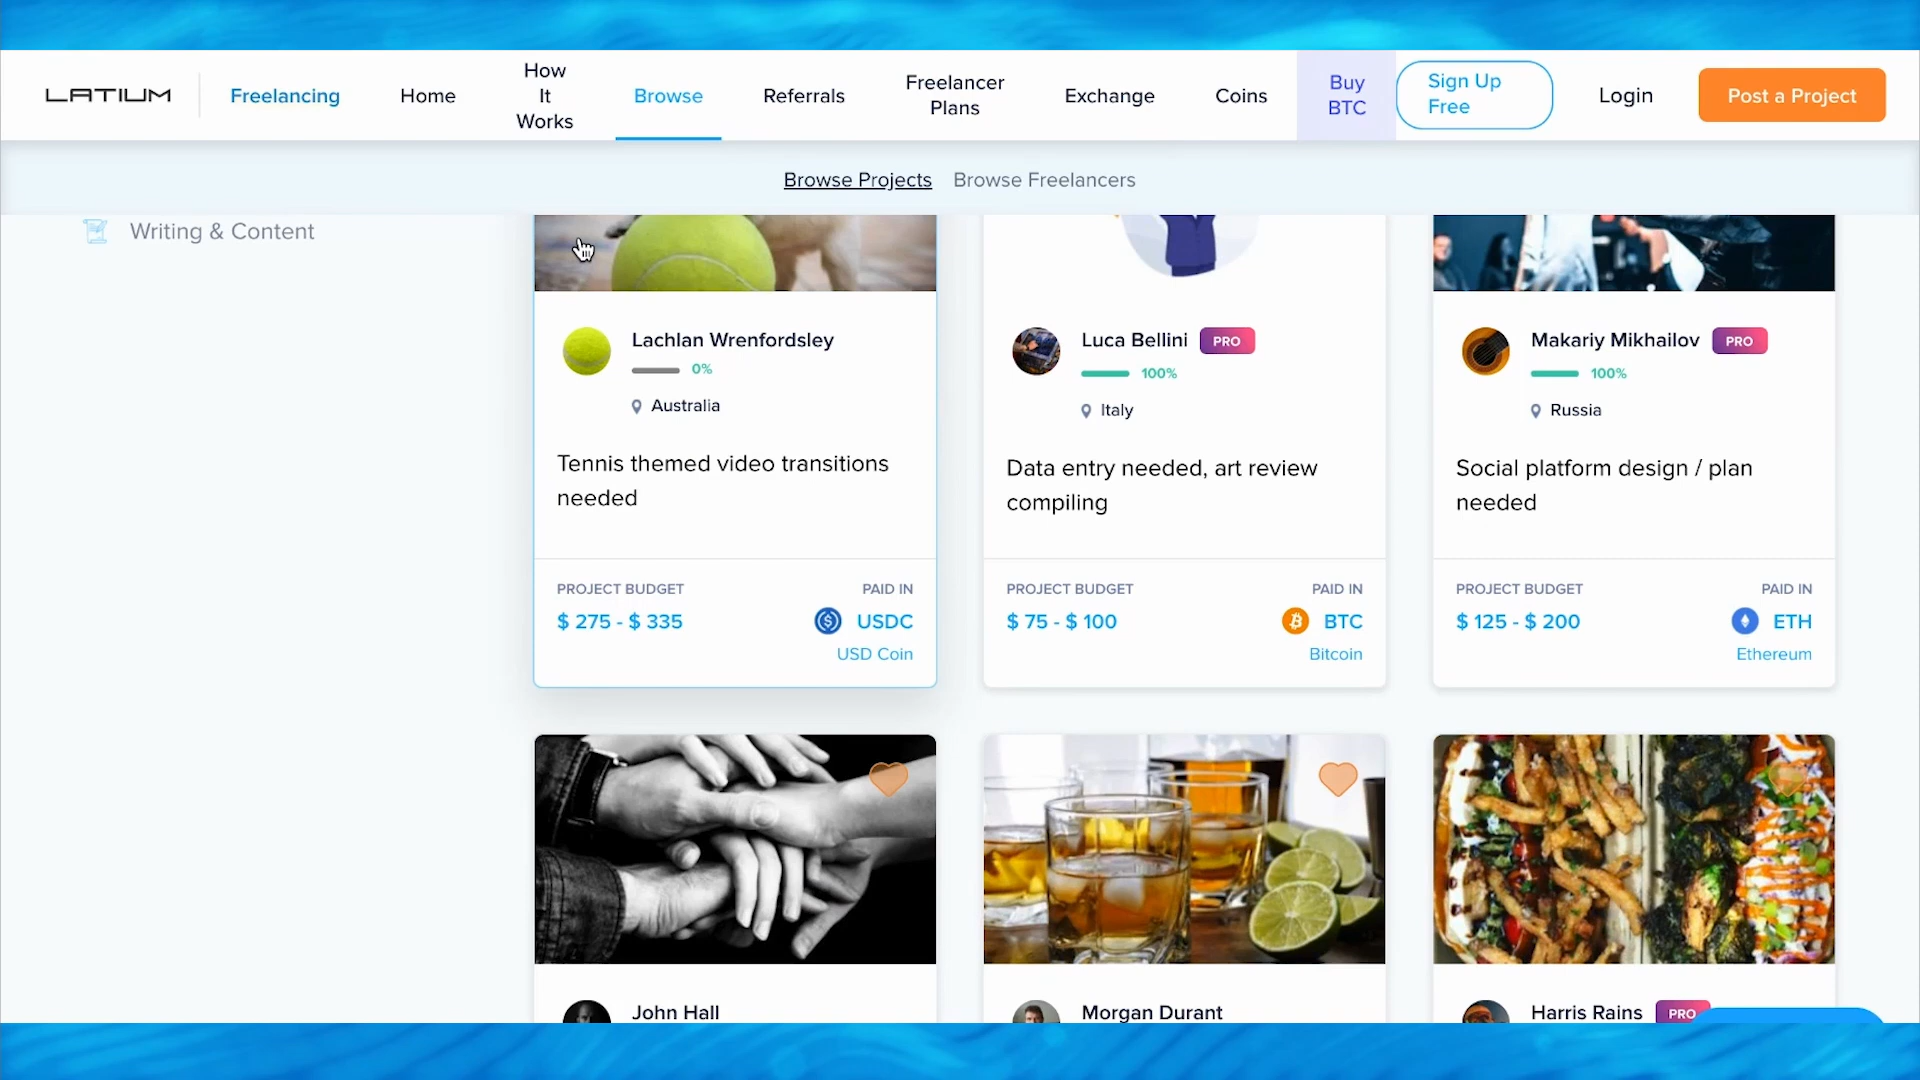 LATIUM
Freelancing
Home
How
It
Works
Browse
Referrals
Freelancer
Plans
Exchange
Coins
Buy
BTC
Sign Up
Free
Login
Post a Project
Browse Projects
Browse Freelancers
Writing & Content
Lachlan Wrenfordsley
0%
Australia
Tennis themed video transitions
needed
PROJECT BUDGET
PAID IN
$ 275 - $ 335
USDC
USD Coin
Luca Bellini
PRO
100%
Italy
Data entry needed, art review
compiling
PROJECT BUDGET
PAID IN
$ 75 - $ 100
BTC
Bitcoin
Makariy Mikhailov
PRO
100%
Russia
Social platform design / plan
needed
PROJECT BUDGET
PAID IN
$ 125 - $ 200
ETH
Ethereum
John Hall
Morgan Durant
Harris Rains
PRO